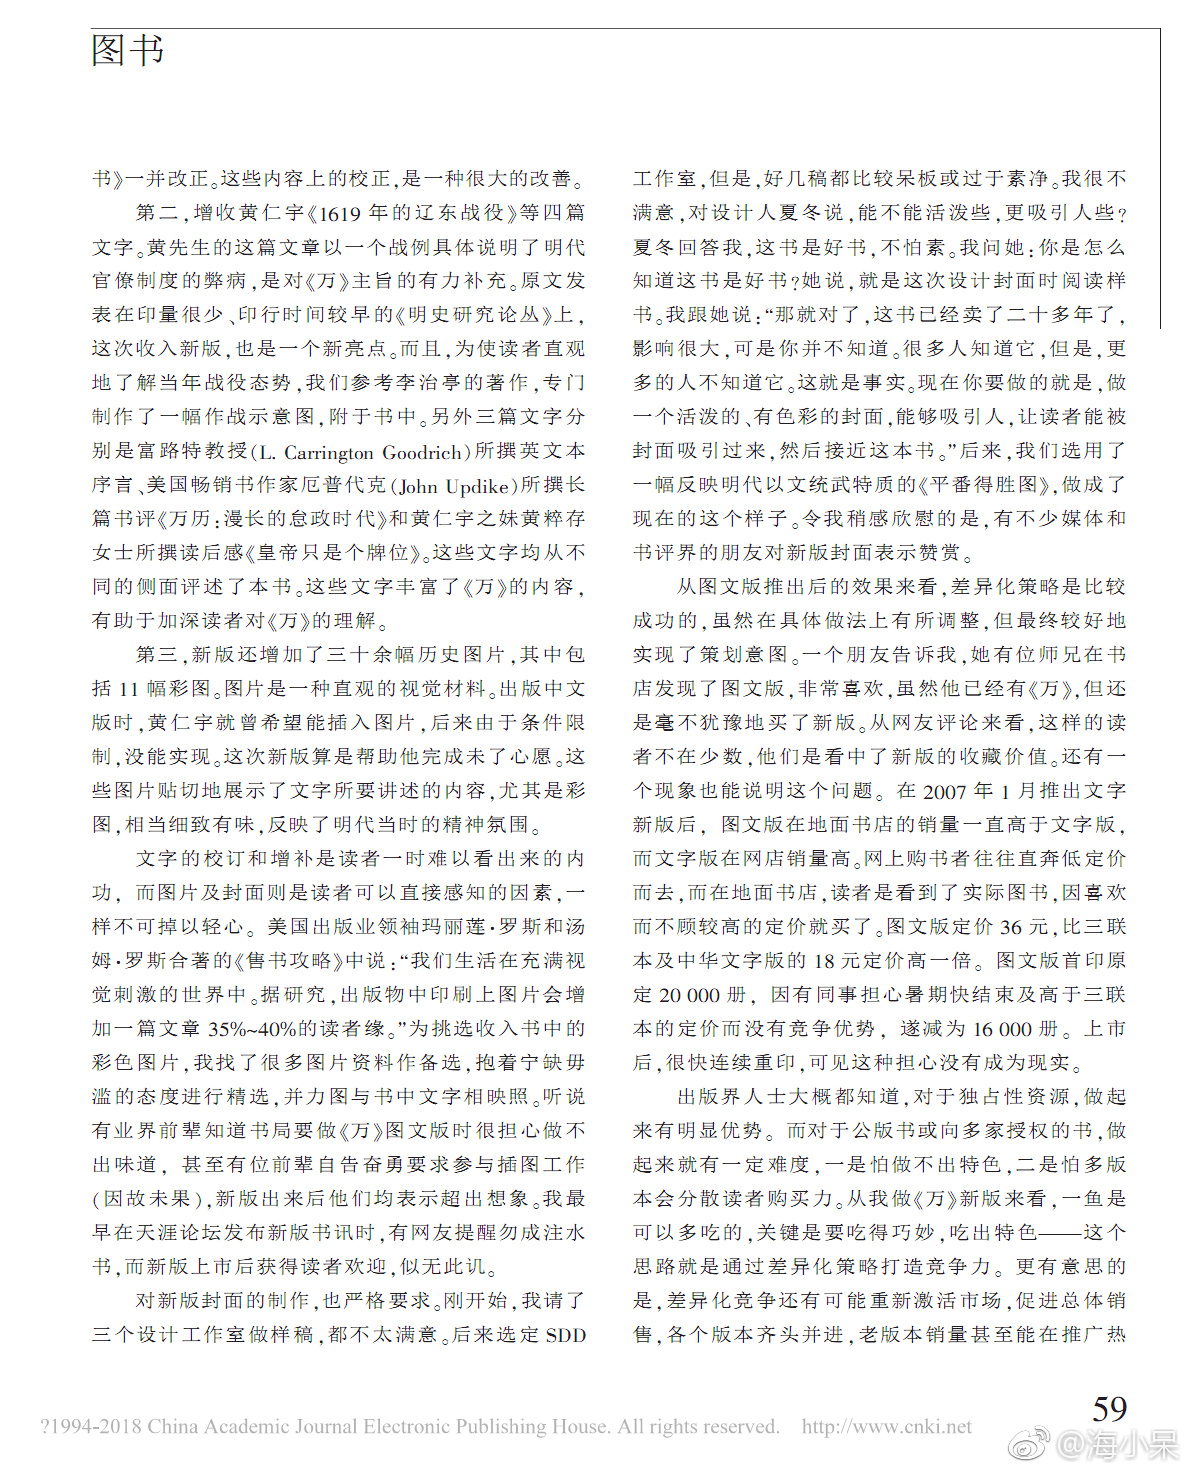 图书
书》一并改正。这些内容上的校正,是一种很大的改善。
第二,增收黄仁宇《1619 年的辽东战役》等四篇
文字。黄先生的这篇文章以一个战例具体说明了明代
官僚制度的弊病,是对《万》主旨的有力补充。原文发
表在印量很少、印行时间较早的《明史研究论丛》上,
这次收入新版,也是一个新亮点。而且,为使读者直观
地了解当年战役态势,我们参考李治亭的著作,专门
制作了一幅作战示意图,附于书中。另外三篇文字分
别是富路特教授(L. Carrington Goodrich)所撰英文本
序言、美国畅销书作家厄普代克(John Updike)所撰长
篇书评《万历:漫长的怠政时代》和黄仁宇之妹黄粹存
女士所撰读后感《皇帝只是个牌位》。这些文字均从不
同的侧面评述了本书。这些文字丰富了《万》的内容,
有助于加深读者对《万》的理解。
第三,新版还增加了三十余幅历史图片,其中包
括 11 幅彩图。图片是一种直观的视觉材料。出版中文
版时,黄仁宇就曾希望能插入图片,后来由于条件限
制,没能实现。这次新版算是帮助他完成未了心愿。这
些图片贴切地展示了文字所要讲述的内容,尤其是彩
图,相当细致有味,反映了明代当时的精神氛围。
文字的校订和增补是读者一时难以看出来的内
功，而图片及封面则是读者可以直接感知的因素,一
样不可掉以轻心。美国出版业领袖玛丽莲·罗斯和汤
姆·罗斯合著的《售书攻略》中说:“我们生活在充满视
觉刺激的世界中。据研究,出版物中印刷上图片会增
加一篇文章 35%~40%的读者缘。”为挑选收入书中的
彩色图片,我找了很多图片资料作备选,抱着宁缺毋
滥的态度进行精选,并力图与书中文字相映照。听说
有业界前辈知道书局要做《万》图文版时很担心做不
出味道，甚至有位前辈自告奋勇要求参与插图工作
(因故未果),新版出来后他们均表示超出想象。我最
早在天涯论坛发布新版书讯时,有网友提醒勿成注水
书,而新版上市后获得读者欢迎,似无此讥。
对新版封面的制作,也严格要求。刚开始,我请了
三个设计工作室做样稿,都不太满意。后来选定 SDD
工作室,但是,好几稿都比较呆板或过于素净。我很不
满意,对设计人夏冬说,能不能活泼些,更吸引人些?
夏冬回答我,这书是好书,不怕素。我问她:你是怎么
知道这书是好书?她说,就是这次设计封面时阅读样
书。我跟她说:“那就对了,这书已经卖了二十多年了,
影响很大,可是你并不知道。很多人知道它,但是,更
多的人不知道它。这就是事实。现在你要做的就是,做
一个活泼的、有色彩的封面,能够吸引人,让读者能被
封面吸引过来,然后接近这本书。”后来,我们选用了
一幅反映明代以文统武特质的《平番得胜图》,做成了
现在的这个样子。令我稍感欣慰的是,有不少媒体和
书评界的朋友对新版封面表示赞赏。
从图文版推出后的效果来看,差异化策略是比较
成功的,虽然在具体做法上有所调整,但最终较好地
实现了策划意图。一个朋友告诉我,她有位师兄在书
店发现了图文版,非常喜欢,虽然他已经有《万》,但还
是毫不犹豫地买了新版。从网友评论来看,这样的读
者不在少数,他们是看中了新版的收藏价值。还有一
个现象也能说明这个问题。在 2007 年 1 月推出文字
新版后，图文版在地面书店的销量一直高于文字版,
而文字版在网店销量高。网上购书者往往直奔低定价
而去,而在地面书店,读者是看到了实际图书,因喜欢
而不顾较高的定价就买了。图文版定价 36 元,比三联
本及中华文字版的 18 元定价高一倍。图文版首印原
定 20 000 册，因有同事担心暑期快结束及高于三联
本的定价而没有竞争优势，遂减为 16 000 册。上市
后,很快连续重印,可见这种担心没有成为现实。
出版界人士大概都知道,对于独占性资源,做起
来有明显优势。而对于公版书或向多家授权的书,做
起来就有一定难度,一是怕做不出特色,二是怕多版
本会分散读者购买力。从我做《万》新版来看,一鱼是
可以多吃的,关键是要吃得巧妙,吃出特色——这个
思路就是通过差异化策略打造竞争力。更有意思的
是,差异化竞争还有可能重新激活市场,促进总体销
售,各个版本齐头并进,老版本销量甚至能在推广热
59
?1994-2018 China Academic Journal Electronic Publishing House. All rights reserved. http://www.cnki.net
@海小呆